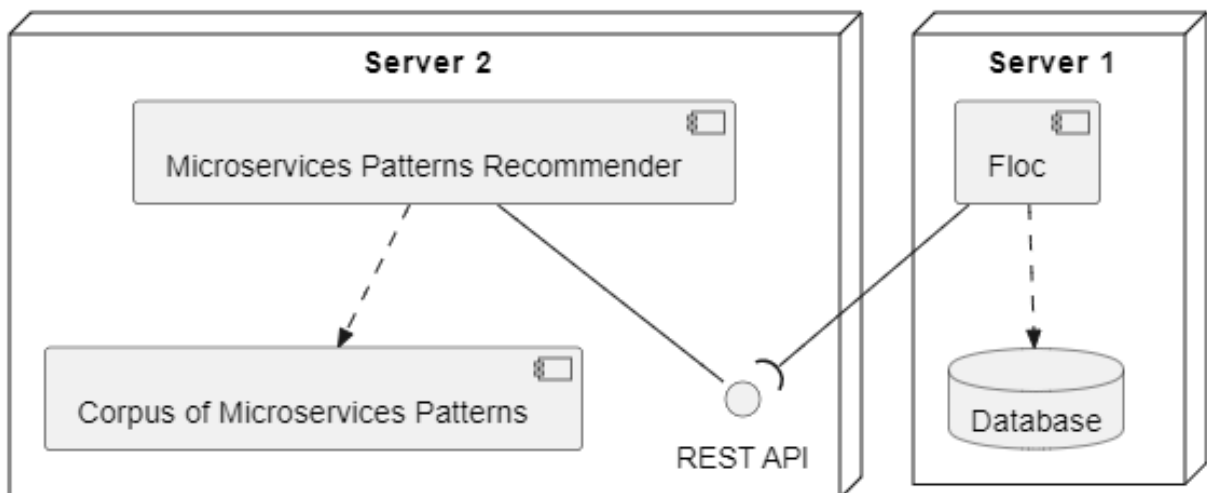 Server 2
Server 1
Microservices Patterns Recommender
Floc
Corpus of Microservices Patterns
Database
REST API